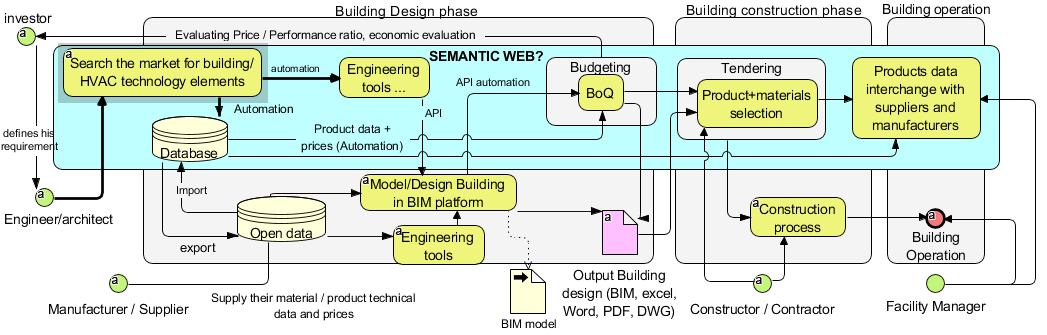 Building Design phase
Building construction phase
Building operation
investor
Evaluating Price / Performance ratio, economic evaluation
SEMANTIC WEB?
a
a
Search the market for building/
HVAC technology elements
automation
Engineering
tools ...
Budgeting
BoQ
Tendering
Product+materials
selection
Products data
interchange with
suppliers and
manufacturers
API automation
API
Automation
defines his
requirement
Product data +
prices (Automation)
Database
Import
export
a
Engineer/architect
a
Model/Design Building
in BIM platform
Open data
a
Engineering
tools
a
a
Construction
process
a
Building
Operation
a
Manufacturer / Supplier
Supply their material / product technical
data and prices
BIM model
Output Building
design (BIM, excel,
Word, PDF, DWG)
a
Constructor / Contractor
Facility Manager